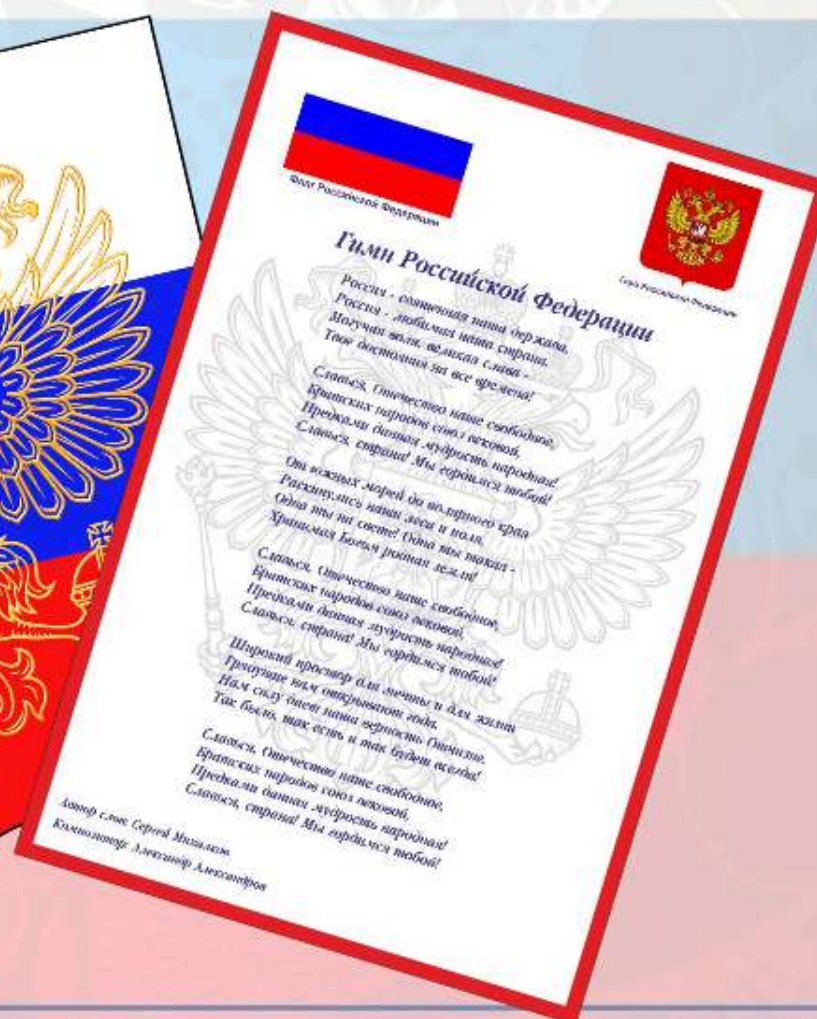 Флаг Российской Федерации
Герб Российской Федерации
Гимн Российской Федерации
Россия - священная наша держава,
Россия - любимая наша страна.
Могучая воля, великая слава -
Твое достоянья на все времена!
Славься, Отечество наше свободное,
Братских народов союз вековой,
Предками данная мудрость народная!
Славься, страна! Мы гордимся тобой!
От южных морей до полярного края
Раскинулись наши леса и поля.
Одна ты на свете! Одна ты такая -
Хранимая Богом родная земля!
Славься, Отечество наше свободное,
Братских народов союз вековой,
Предками данная мудрость народная!
Славься, страна! Мы гордимся тобой!
Широкий простор для мечты и для жизни
Грядущие нам открывают года.
Нам силу дает наша верность Отчизне.
Так было, так есть и так будет всегда!
Славься, Отечество наше свободное,
Братских народов союз вековой,
Предками данная мудрость народная!
Славься, страна! Мы гордимся тобой!
Автор слов: Сергей Михалков
Композитор: Александр Александров